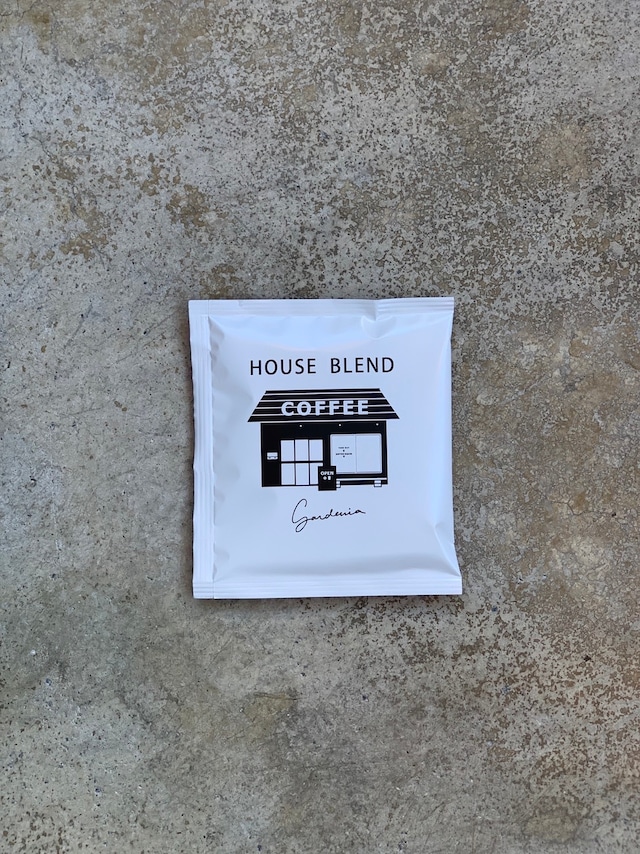 HOUSE BLEND
COFFEE
OPEN
Gardenia